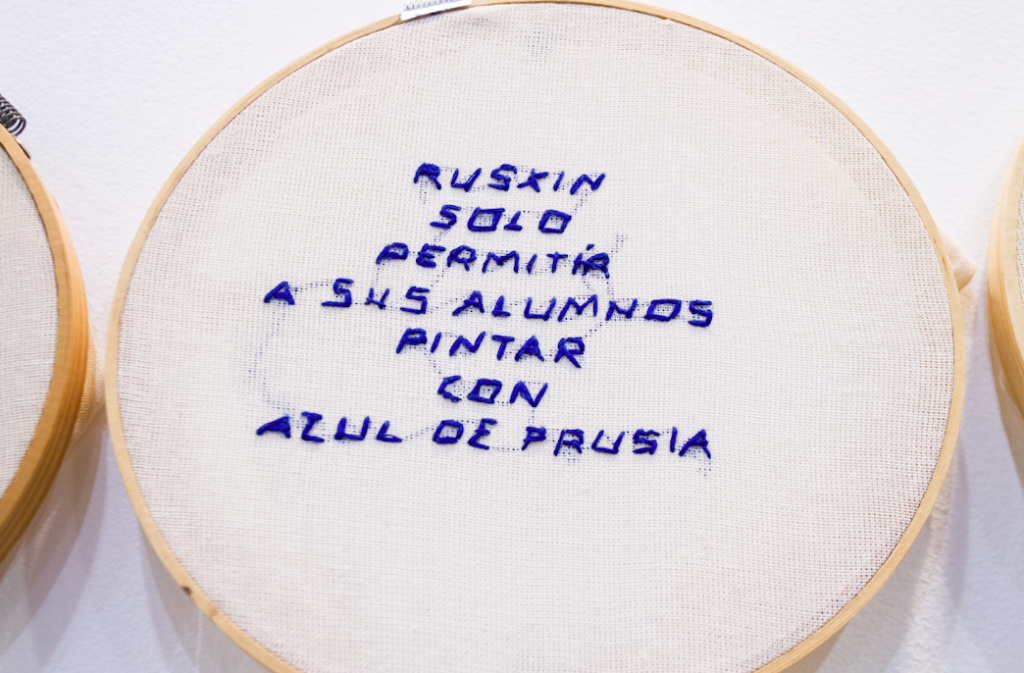 RUSKIN
SOLO
PERMITÍA
A SUS ALUMNOS
PINTAR
CON
AZUL DE PRUSIA